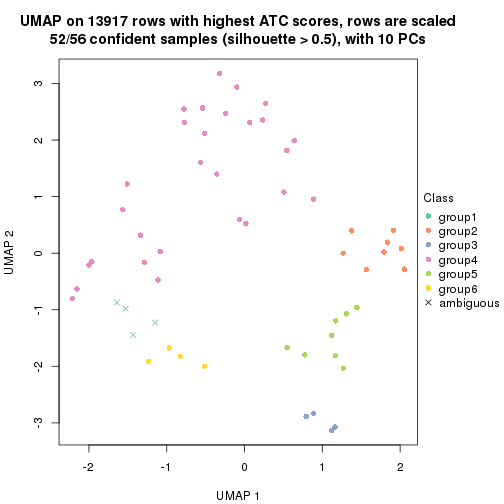 UMAP on 13917 rows with highest ATC scores, rows are scaled
52/56 confident samples (silhouette > 0.5), with 10 PCs
3
2
1
0
-1
-2
-3
UMAP 2
-2
-1
0
1
2
UMAP 1
Class
group1
group2
group3
group4
group5
group6
ambiguous